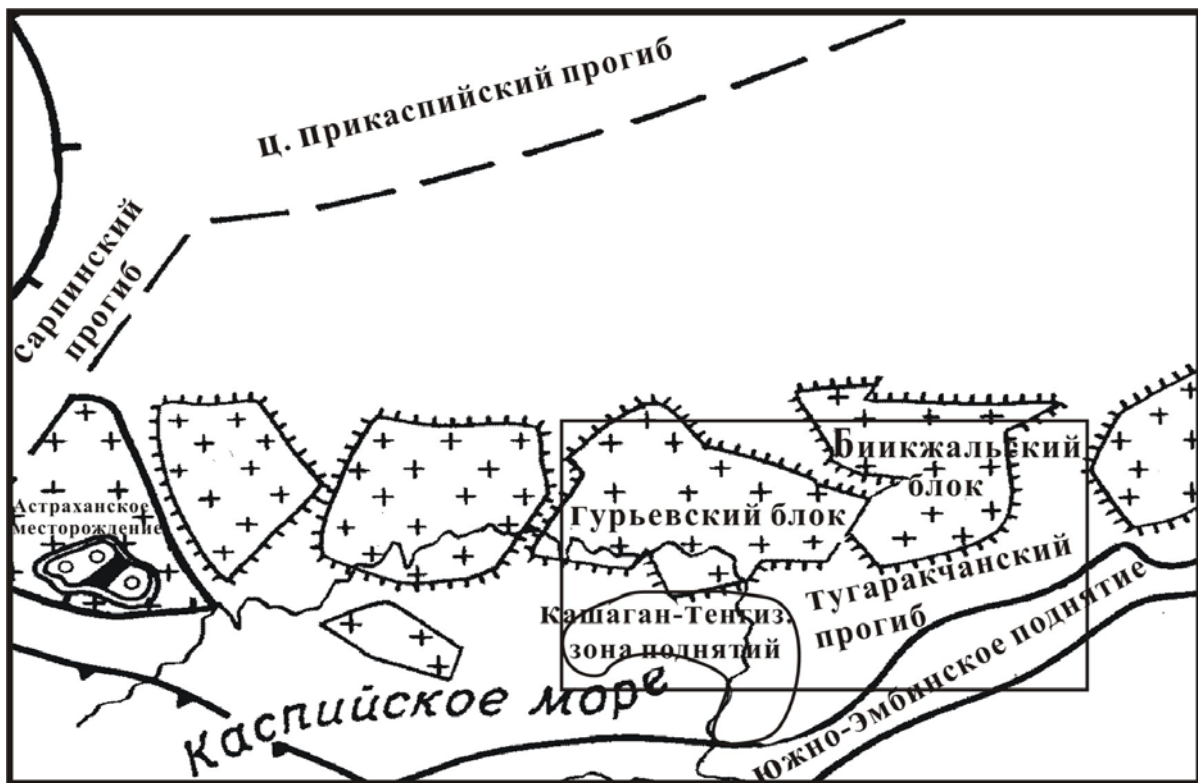 ц. Прикаспийский прогиб
сарпинский
прогиб
Астраханское
месторождение
Биикжальский
блок
гурьевский блок
Тугаракчанский
прогиб
Кашаган-Тенгиз.
зона поднятий
Южно-Эмбинское поднятие
Каспийское море